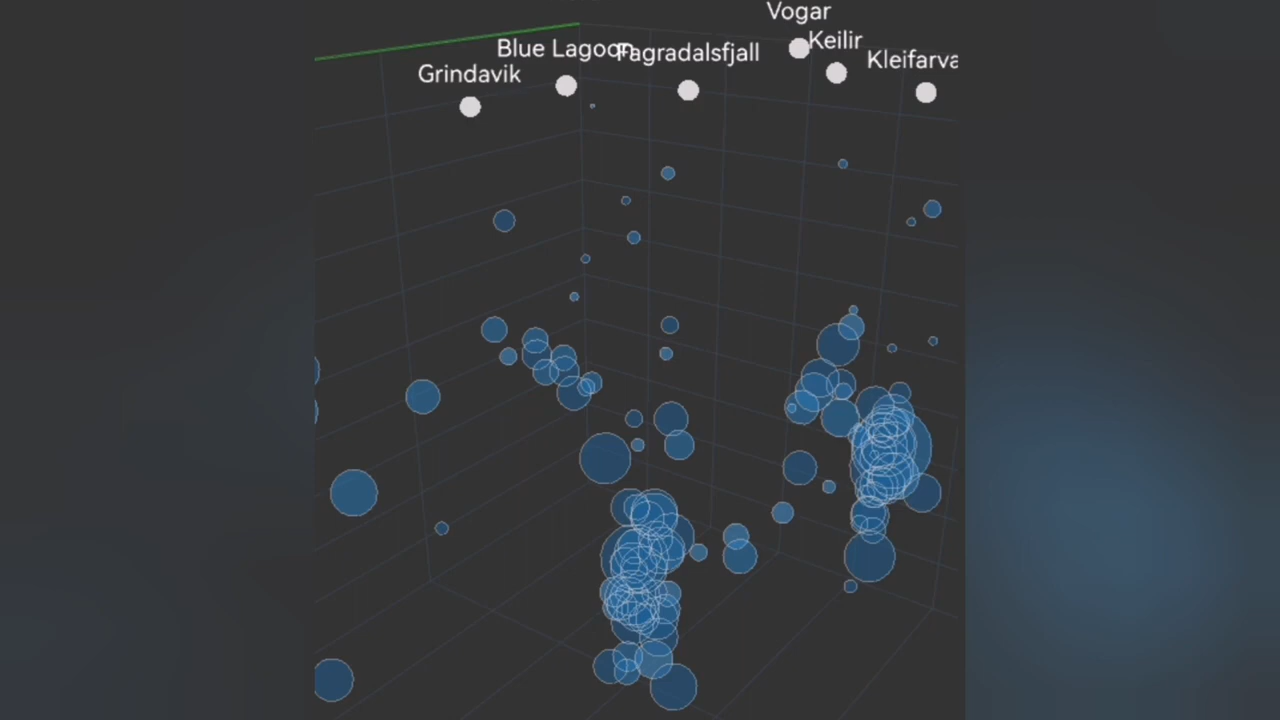 Vogar
Keilir
Blue Lagoon
Fagradalsfjall
Kleifarva
Grindavik